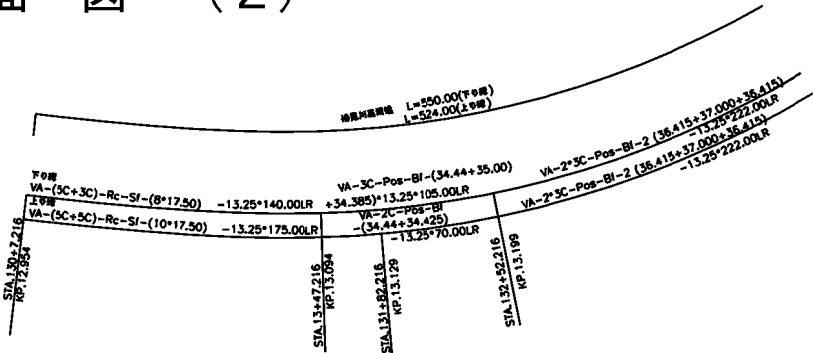 面 図 (2)
L=550.00(下り線)
L=524.00(上り線)
下り線
VA-(5C+3C)-Rc-Sf-(8*17.50) -13.25*140.00LR
上り線
VA-(5C+5C)-Rc-Sf-(10*17.50) -13.25*175.00LR
VA-3C-Pos-Bf-(34.44+35.00)
+34.385)*13.25*105.00LR
VA-2C-Pos-Bf
-(34.44+34.425)
-13.25*70.00LR
VA-2*3C-Pos-Bf-2 (36.415+37.000+36.415)
-13.25*222.00LR
VA-2*3C-Pos-Bf-2 (36.415+37.000+36.415)
-13.25*222.00LR
STA.130+7.216
KP.12.954
STA.13+47.216
KP.13.094
STA.131+82.216
KP.13.129
STA.132+52.216
KP.13.199